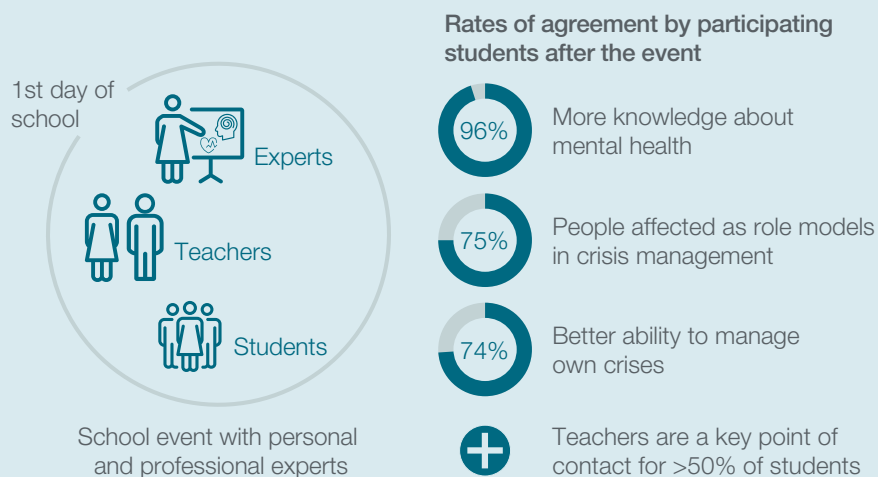 1st day of
school
Experts
Teachers
Students
School event with personal
and professional experts
Rates of agreement by participating
students after the event
96%
More knowledge about
mental health
75%
People affected as role models
in crisis management
74%
Better ability to manage
own crises
Teachers are a key point of
contact for >50% of students